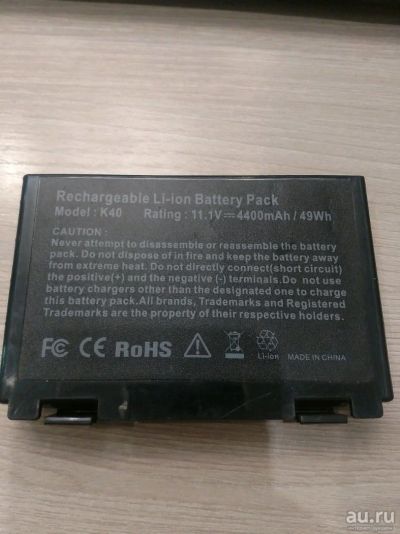 Rechargeable Li-ion Battery Pack
Model : K40 Rating : 11.1V⎓4400mAh / 49Wh
CAUTION :
Never attempt to disassemble or reassemble the battery
pack. Do not dispose of in fire and keep the battery away
from extreme heat. Do not directly connect(short circuit)
the positive(+) and the negative (-) terminals.Do not use
battery chargers other than the designated one to charge
this battery pack.All brands, Trademarks and Registered
Trademarks are the property of their respective holders.
FC CE RoHS Li-ion MADE IN CHINA
au.ru